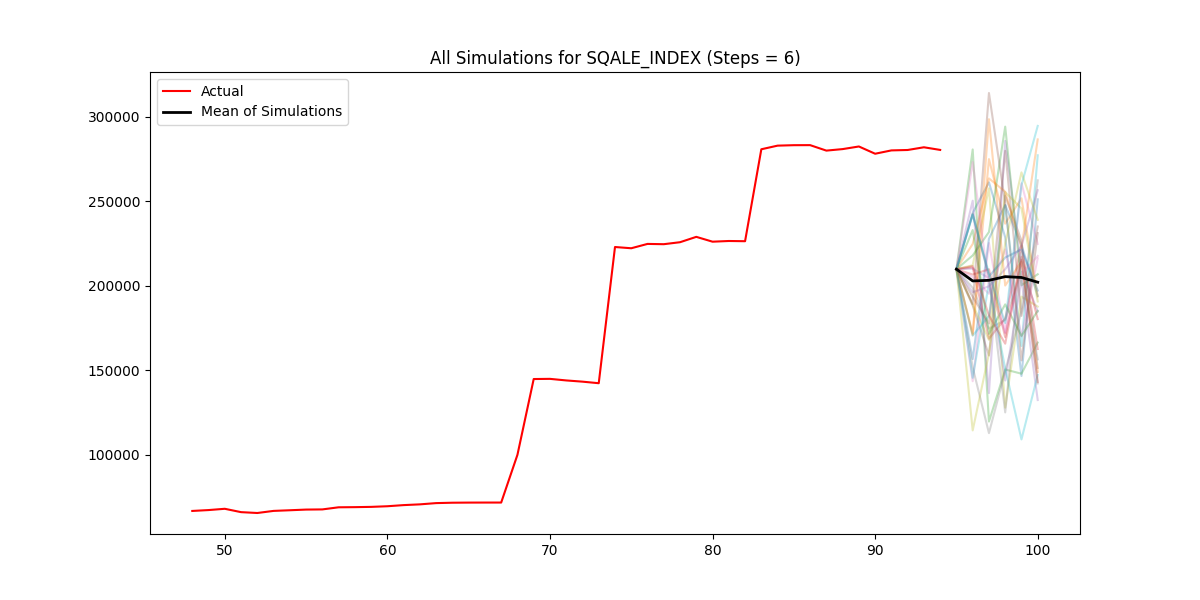 All Simulations for SQALE_INDEX (Steps = 6)
Actual
Mean of Simulations
300000
250000
200000
150000
100000
50 60 70 80 90 100